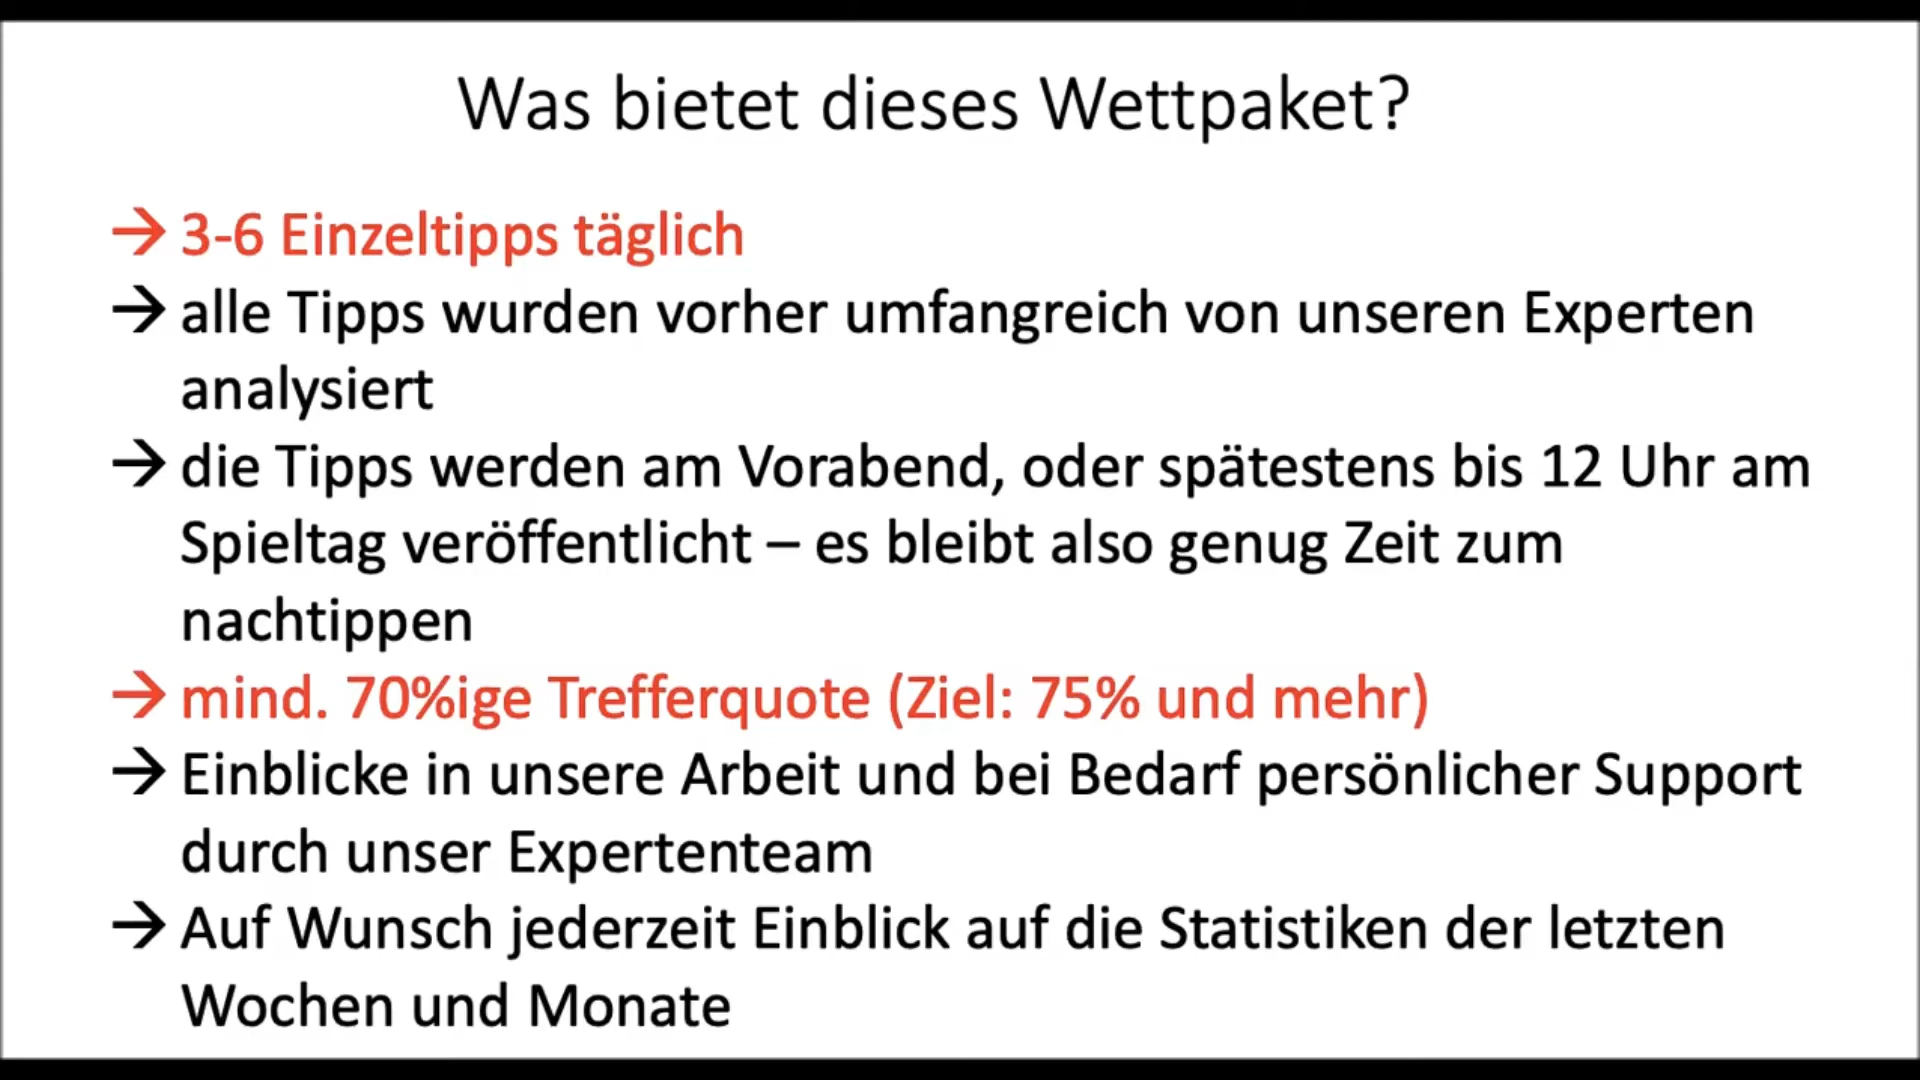 Was bietet dieses Wettpaket?
→ 3-6 Einzeltipps täglich
→ alle Tipps wurden vorher umfangreich von unseren Experten
analysiert
→ die Tipps werden am Vorabend, oder spätestens bis 12 Uhr am
Spieltag veröffentlicht – es bleibt also genug Zeit zum
nachtippen
→ mind. 70%ige Trefferquote (Ziel: 75% und mehr)
→ Einblicke in unsere Arbeit und bei Bedarf persönlicher Support
durch unser Expertenteam
→ Auf Wunsch jederzeit Einblick auf die Statistiken der letzten
Wochen und Monate